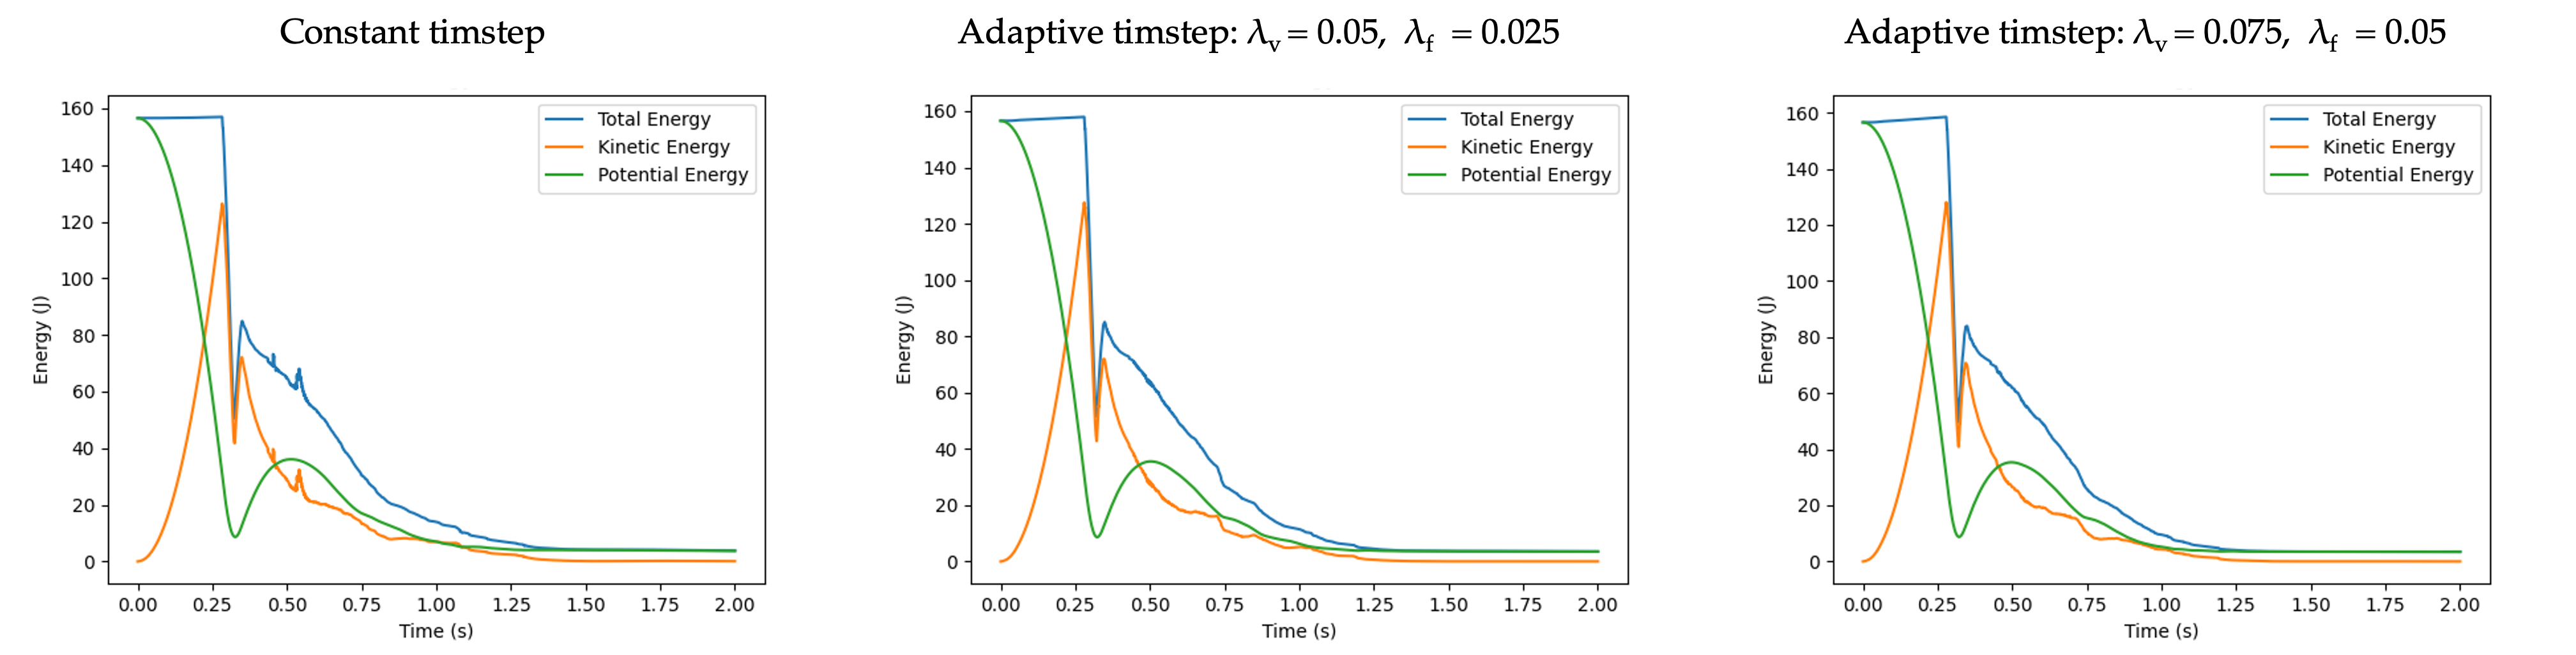 Constant timstep
160
140
120
100
80
60
40
20
0
Energy (J)
Total Energy
Kinetic Energy
Potential Energy
0.00 0.25 0.50 0.75 1.00 1.25 1.50 1.75 2.00
Time (s)
Adaptive timstep: λv = 0.05, λf = 0.025
160
140
120
100
80
60
40
20
0
Energy (J)
Total Energy
Kinetic Energy
Potential Energy
0.00 0.25 0.50 0.75 1.00 1.25 1.50 1.75 2.00
Time (s)
Adaptive timstep: λv = 0.075, λf = 0.05
160
140
120
100
80
60
40
20
0
Energy (J)
Total Energy
Kinetic Energy
Potential Energy
0.00 0.25 0.50 0.75 1.00 1.25 1.50 1.75 2.00
Time (s)